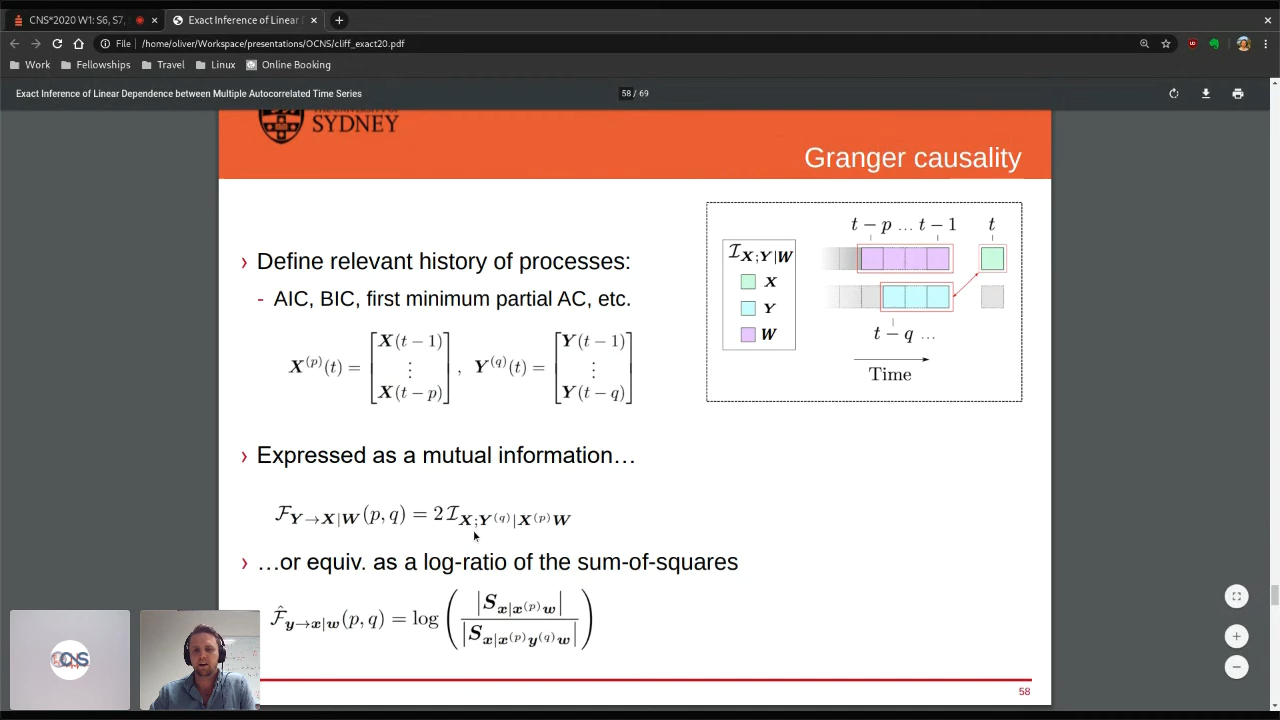 CNS*2020 W1: S6, S7,
Exact Inference of Linear
File /home/oliver/Workspace/presentations/OCNS/cliff_exact20.pdf
Work Fellowships Travel Linux Online Booking
Exact Inference of Linear Dependence between Multiple Autocorrelated Time Series
58 / 69
SYDNEY
Granger causality
› Define relevant history of processes:
- AIC, BIC, first minimum partial AC, etc.
X^{(p)}(t) = [X(t − 1) ⋮ X(t − p)], Y^{(q)}(t) = [Y(t − 1) ⋮ Y(t − q)]
t − p … t − 1 t
I_{X;Y|W}
X
Y
W
t − q …
Time
› Expressed as a mutual information…
F_{Y→X|W}(p, q) = 2 I_{X;Y^{(q)}|X^{(p)}W}
› …or equiv. as a log-ratio of the sum-of-squares
F̂_{y→x|w}(p, q) = log(|S_{x|x^{(p)}w}| / |S_{x|x^{(p)}y^{(q)}w}|)
OCNS
58